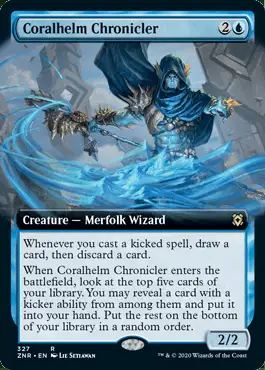 Coralhelm Chronicler 2
Creature — Merfolk Wizard
Whenever you cast a kicked spell, draw a
card, then discard a card.
When Coralhelm Chronicler enters the
battlefield, look at the top five cards of
your library. You may reveal a card with a
kicker ability from among them and put it
into your hand. Put the rest on the bottom
of your library in a random order.
2/2
327 R
ZNR • EN Lie Setiawan
™ & © 2020 Wizards of the Coast